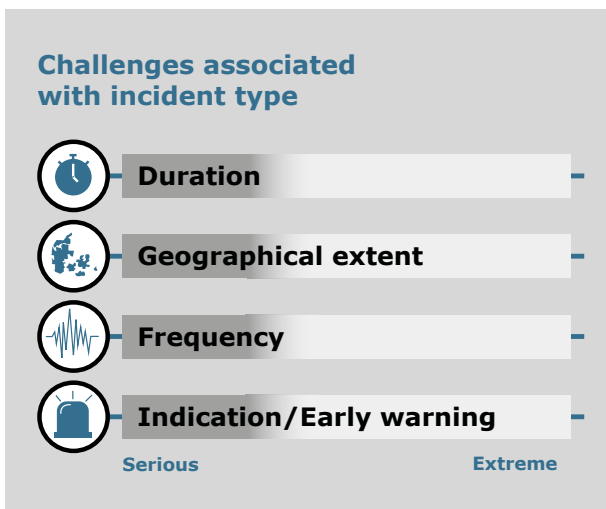 Challenges associated
with incident type
Duration
Geographical extent
Frequency
Indication/Early warning
Serious Extreme